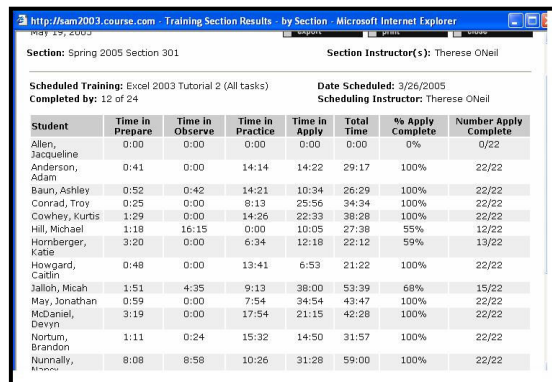 http://sam2003.course.com - Training Section Results - by Section - Microsoft Internet Explorer
May 19, 2005 export print close
Section: Spring 2005 Section 301 Section Instructor(s): Therese ONeil
Scheduled Training: Excel 2003 Tutorial 2 (All tasks) Date Scheduled: 3/26/2005
Completed by: 12 of 24 Scheduling Instructor: Therese ONeil
Student Time in Prepare Time in Observe Time in Practice Time in Apply Total Time % Apply Complete Number Apply Complete
Allen, Jacqueline 0:00 0:00 0:00 0:00 0:00 0% 0/22
Anderson, Adam 0:41 0:00 14:14 14:22 29:17 100% 22/22
Baun, Ashley 0:52 0:42 14:21 10:34 26:29 100% 22/22
Conrad, Troy 0:25 0:00 8:13 25:56 34:34 100% 22/22
Cowhey, Kurtis 1:29 0:00 14:26 22:33 38:28 100% 22/22
Hill, Michael 1:18 16:15 0:00 10:05 27:38 55% 12/22
Hornberger, Katie 3:20 0:00 6:34 12:18 22:12 59% 13/22
Howgard, Caitlin 0:48 0:00 13:41 6:53 21:22 100% 22/22
Jalloh, Micah 1:51 4:35 9:13 38:00 53:39 68% 15/22
May, Jonathan 0:59 0:00 7:54 34:54 43:47 100% 22/22
McDaniel, Devyn 3:19 0:00 17:54 21:15 42:28 100% 22/22
Nortum, Brandon 1:11 0:24 15:32 14:50 31:57 100% 22/22
Nunnally, Nancy 8:08 8:58 10:26 31:28 59:00 100% 22/22